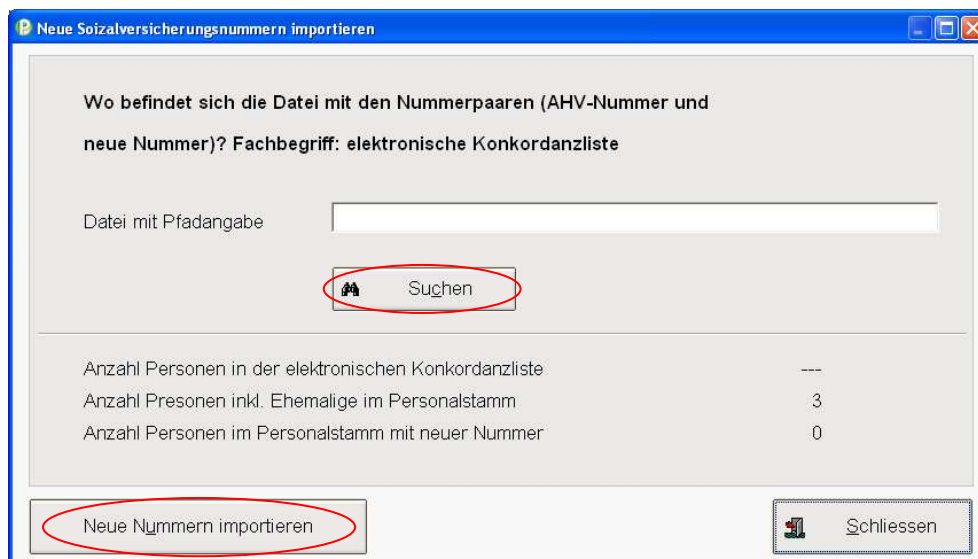 Neue Soizalversicherungsnummern importieren
Wo befindet sich die Datei mit den Nummerpaaren (AHV-Nummer und
neue Nummer)? Fachbegriff: elektronische Konkordanzliste
Datei mit Pfadangabe
Suchen
Anzahl Personen in der elektronischen Konkordanzliste ---
Anzahl Presonen inkl. Ehemalige im Personalstamm 3
Anzahl Personen im Personalstamm mit neuer Nummer 0
Neue Nummern importieren Schliessen